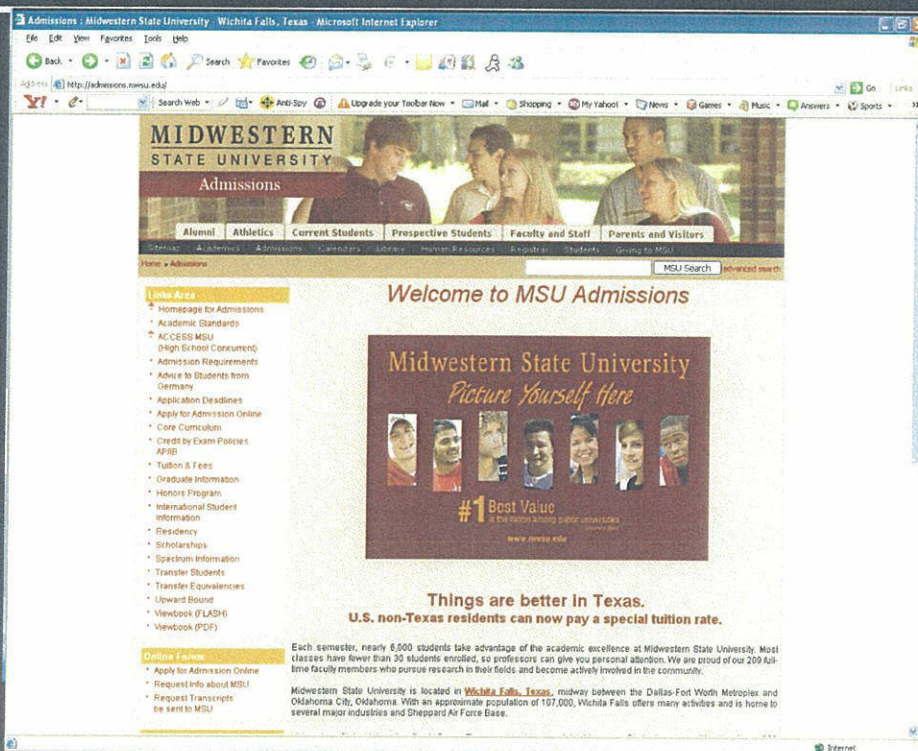 Admissions : Midwestern State University : Wichita Falls, Texas - Microsoft Internet Explorer
File Edit View Favorites Tools Help
Back Search Favorites
Address http://admissions.mwsu.edu/ Go Links
Y! Search Web Anti-Spy Upgrade your Toolbar Now Mail Shopping My Yahoo! News Games Music Answers Sports
MIDWESTERN
STATE UNIVERSITY
Admissions
Alumni Athletics Current Students Prospective Students Faculty and Staff Parents and Visitors
Sitemap Academics Admissions Calendars Library Human Resources Registrar Students Giving to MSU
Home » Admissions MSU Search advanced search
Links Area
Homepage for Admissions
Academic Standards
ACCESS MSU
(High School Concurrent)
Admission Requirements
Advice to Students from
Germany
Application Deadlines
Apply for Admission Online
Core Curriculum
Credit by Exam Policies
AP/IB
Tuition & Fees
Graduate Information
Honors Program
International Student
Information
Residency
Scholarships
Spectrum Information
Transfer Students
Transfer Equivalencies
Upward Bound
Viewbook (FLASH)
Viewbook (PDF)
Online Forms
Apply for Admission Online
Request Info about MSU
Request Transcripts
be sent to MSU
Welcome to MSU Admissions
Midwestern State University
Picture Yourself Here
#1 Best Value
in the nation among public universities
www.mwsu.edu
Things are better in Texas.
U.S. non-Texas residents can now pay a special tuition rate.
Each semester, nearly 6,000 students take advantage of the academic excellence at Midwestern State University. Most
classes have fewer than 30 students enrolled, so professors can give you personal attention. We are proud of our 209 full-
time faculty members who pursue research in their fields and become actively involved in the community.
Midwestern State University is located in Wichita Falls, Texas, midway between the Dallas-Fort Worth Metroplex and
Oklahoma City, Oklahoma. With an approximate population of 107,000, Wichita Falls offers many activities and is home to
several major industries and Sheppard Air Force Base.
Internet